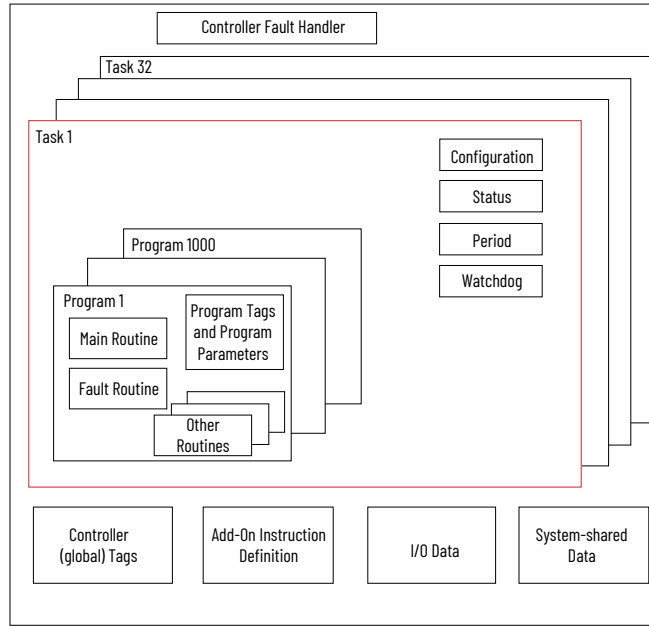 Controller Fault Handler
Task 32
Task 1
Configuration
Status
Period
Watchdog
Program 1000
Program 1
Main Routine
Fault Routine
Program Tags
and Program
Parameters
Other
Routines
Controller
(global) Tags
Add-On Instruction
Definition
I/O Data
System-shared
Data